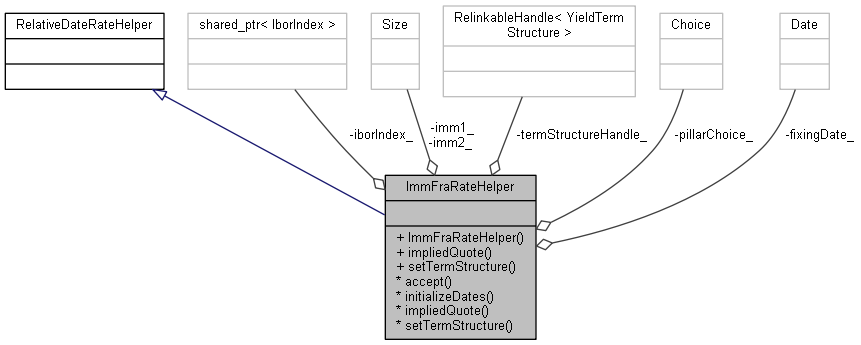 RelativeDateRateHelper
shared_ptr< IborIndex >
Size
RelinkableHandle< YieldTerm
Structure >
Choice
Date
-iborIndex_
-imm1_
-imm2_
-termStructureHandle_
-pillarChoice_
-fixingDate_
ImmFraRateHelper
+ ImmFraRateHelper()
+ impliedQuote()
+ setTermStructure()
* accept()
* initializeDates()
* impliedQuote()
* setTermStructure()